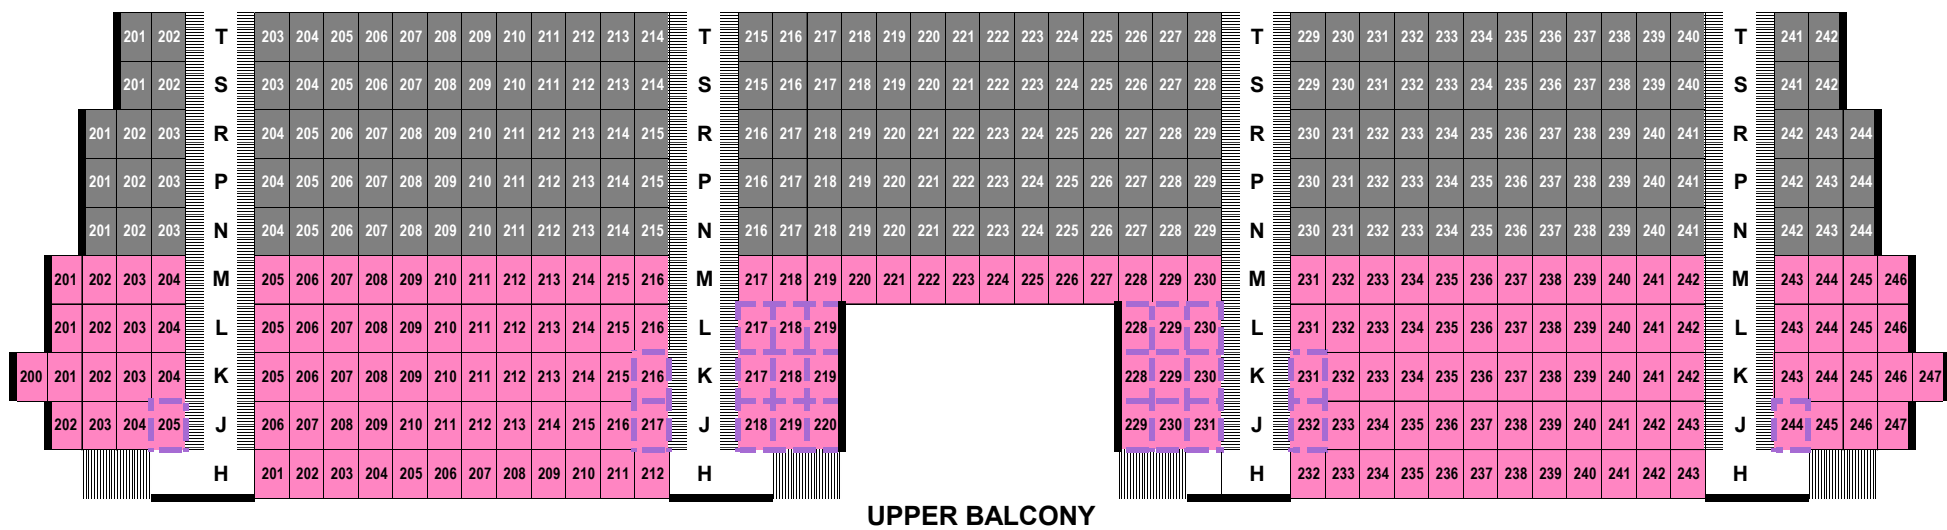 201 202 T 203 204 205 206 207 208 209 210 211 212 213 214 T 215 216 217 218 219 220 221 222 223 224 225 226 227 228 T 229 230 231 232 233 234 235 236 237 238 239 240 T 241 242
201 202 S 203 204 205 206 207 208 209 210 211 212 213 214 S 215 216 217 218 219 220 221 222 223 224 225 226 227 228 S 229 230 231 232 233 234 235 236 237 238 239 240 S 241 242
201 202 203 R 204 205 206 207 208 209 210 211 212 213 214 215 R 216 217 218 219 220 221 222 223 224 225 226 227 228 229 R 230 231 232 233 234 235 236 237 238 239 240 241 R 242 243 244
201 202 203 P 204 205 206 207 208 209 210 211 212 213 214 215 P 216 217 218 219 220 221 222 223 224 225 226 227 228 229 P 230 231 232 233 234 235 236 237 238 239 240 241 P 242 243 244
201 202 203 N 204 205 206 207 208 209 210 211 212 213 214 215 N 216 217 218 219 220 221 222 223 224 225 226 227 228 229 N 230 231 232 233 234 235 236 237 238 239 240 241 N 242 243 244
201 202 203 204 M 205 206 207 208 209 210 211 212 213 214 215 216 M 217 218 219 220 221 222 223 224 225 226 227 228 229 230 M 231 232 233 234 235 236 237 238 239 240 241 242 M 243 244 245 246
201 202 203 204 L 205 206 207 208 209 210 211 212 213 214 215 216 L 217 218 219 228 229 230 L 231 232 233 234 235 236 237 238 239 240 241 242 L 243 244 245 246
200 201 202 203 204 K 205 206 207 208 209 210 211 212 213 214 215 216 K 217 218 219 228 229 230 K 231 232 233 234 235 236 237 238 239 240 241 242 K 243 244 245 246 247
202 203 204 205 J 206 207 208 209 210 211 212 213 214 215 216 217 J 218 219 220 229 230 231 J 232 233 234 235 236 237 238 239 240 241 242 243 J 244 245 246 247
H 201 202 203 204 205 206 207 208 209 210 211 212 H H 232 233 234 235 236 237 238 239 240 241 242 243 H
UPPER BALCONY